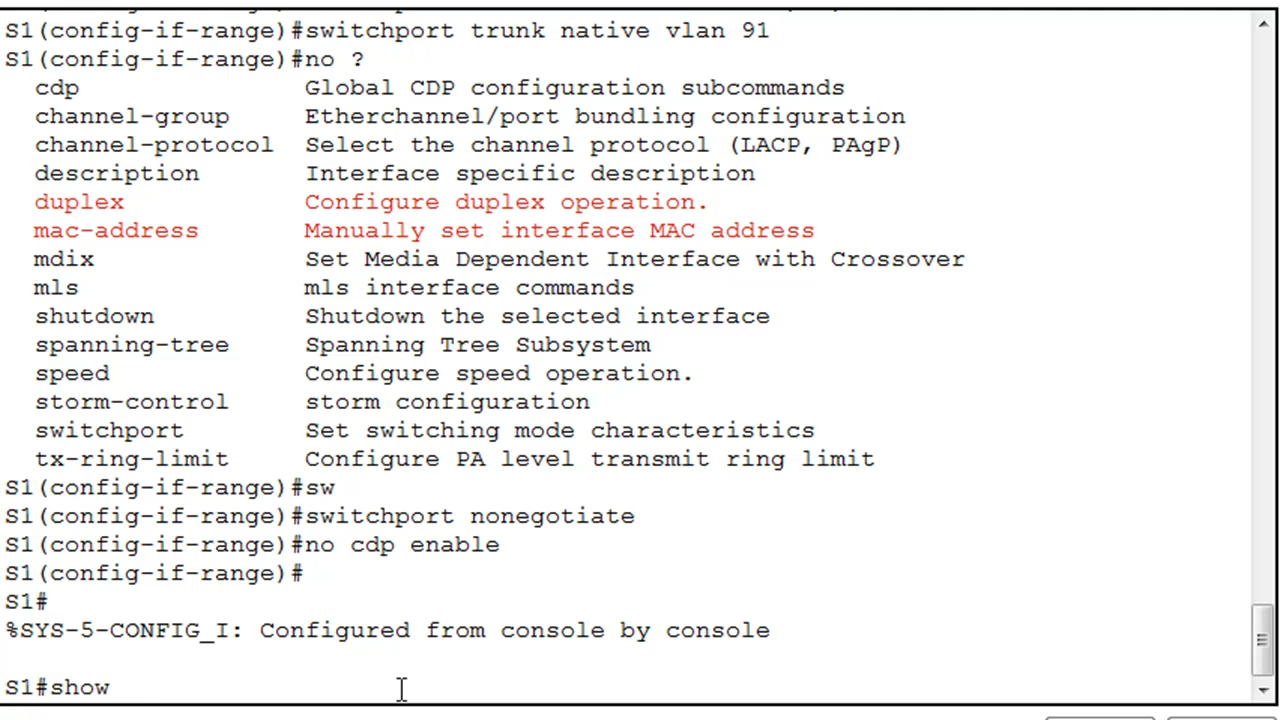 S1(config-if-range)#switchport trunk native vlan 91
S1(config-if-range)#no ?
cdp Global CDP configuration subcommands
channel-group Etherchannel/port bundling configuration
channel-protocol Select the channel protocol (LACP, PAgP)
description Interface specific description
duplex Configure duplex operation.
mac-address Manually set interface MAC address
mdix Set Media Dependent Interface with Crossover
mls mls interface commands
shutdown Shutdown the selected interface
spanning-tree Spanning Tree Subsystem
speed Configure speed operation.
storm-control storm configuration
switchport Set switching mode characteristics
tx-ring-limit Configure PA level transmit ring limit
S1(config-if-range)#sw
S1(config-if-range)#switchport nonegotiate
S1(config-if-range)#no cdp enable
S1(config-if-range)#
S1#
%SYS-5-CONFIG_I: Configured from console by console
S1#show